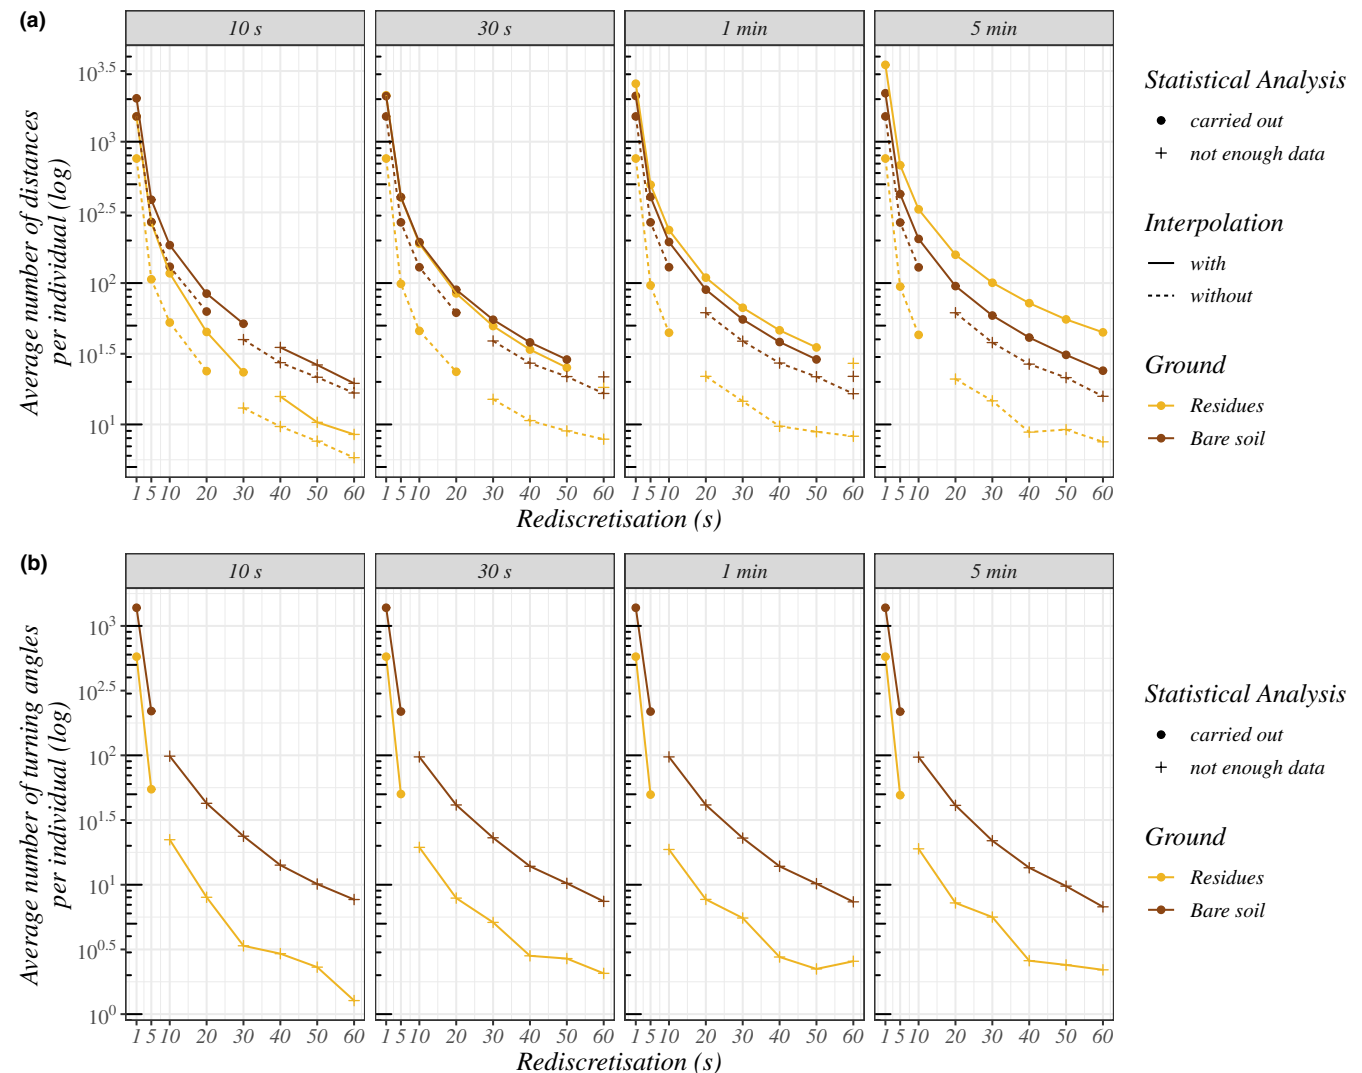 (a)
10 s 30 s 1 min 5 min
Average number of distances
per individual (log)
10^3.5
10^3
10^2.5
10^2
10^1.5
10^1
1 5 10 20 30 40 50 60 1 5 10 20 30 40 50 60 1 5 10 20 30 40 50 60 1 5 10 20 30 40 50 60
Rediscretisation (s)
Statistical Analysis
carried out
not enough data
Interpolation
with
without
Ground
Residues
Bare soil
(b)
10 s 30 s 1 min 5 min
Average number of turning angles
per individual (log)
10^3
10^2.5
10^2
10^1.5
10^1
10^0.5
10^0
1 5 10 20 30 40 50 60 1 5 10 20 30 40 50 60 1 5 10 20 30 40 50 60 1 5 10 20 30 40 50 60
Rediscretisation (s)
Statistical Analysis
carried out
not enough data
Ground
Residues
Bare soil